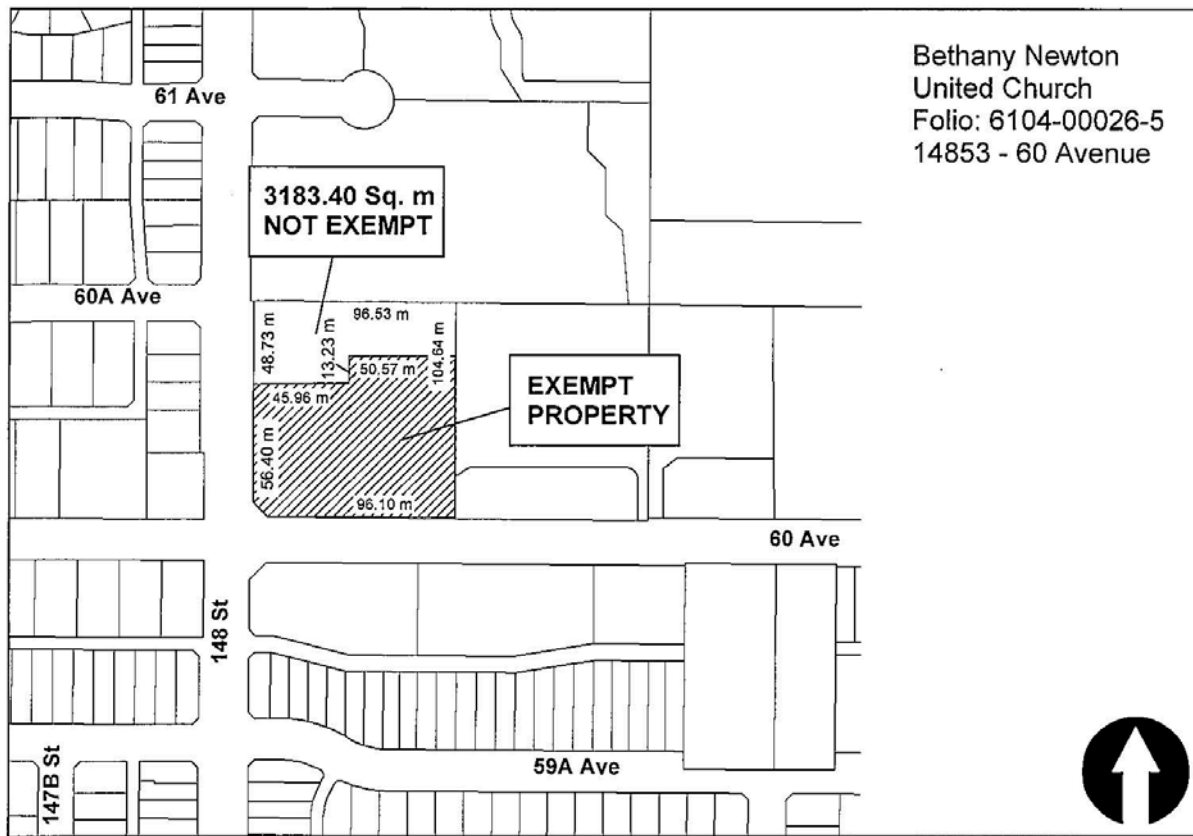 Bethany Newton
United Church
Folio: 6104-00026-5
14853 - 60 Avenue
61 Ave
3183.40 Sq. m
NOT EXEMPT
60A Ave
96.53 m
48.73 m
13.23 m
104.64 m
50.57 m
45.96 m
EXEMPT
PROPERTY
56.40 m
96.10 m
60 Ave
148 St
59A Ave
147B St